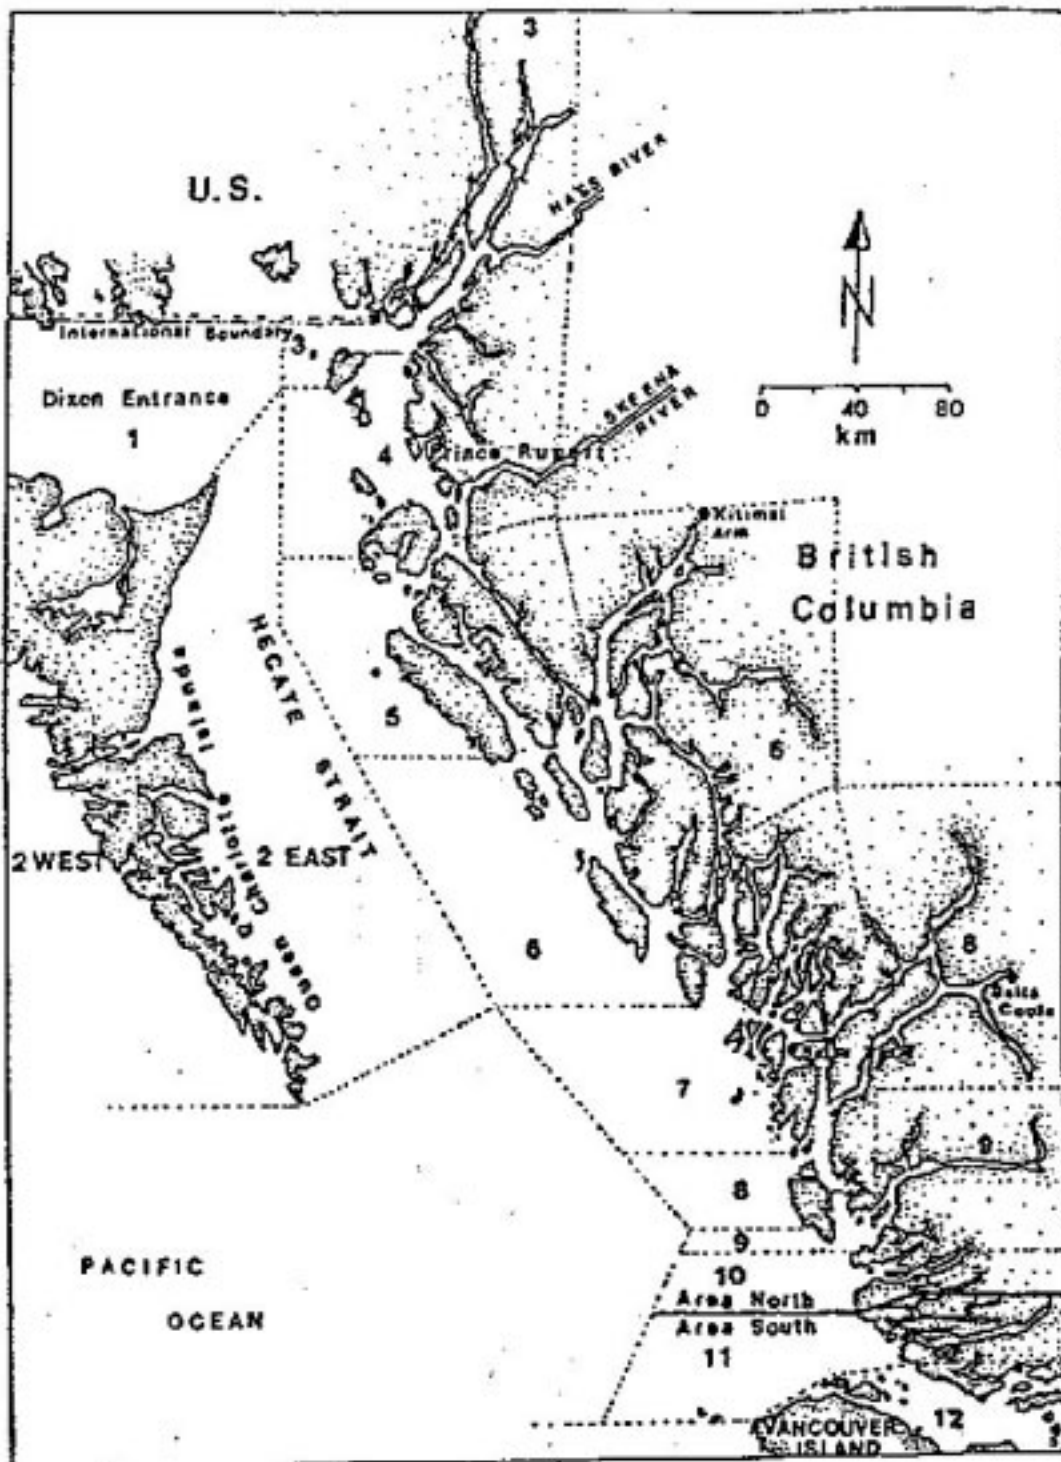 3
U.S.
NASS RIVER
N
International Boundary
3
Dixon Entrance
1
0 40 80
km
SKEENA
RIVER
4
Prince Rupert
Kitimat
Arm
British
Columbia
HECATE STRAIT
5
6
Queen Charlotte Islands
2 WEST
2 EAST
6
8
Bella
Coola
7
9
8
9
10
PACIFIC
OCEAN
Area North
Area South
11
12
VANCOUVER
ISLAND